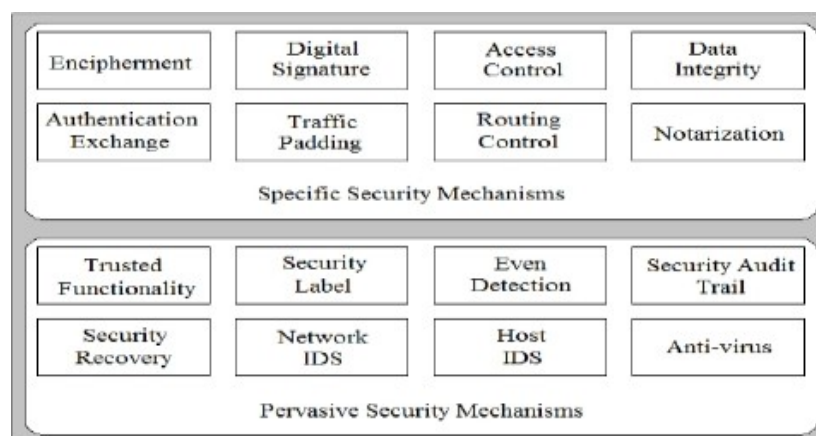 Encipherment
Digital
Signature
Access
Control
Data
Integrity
Authentication
Exchange
Traffic
Padding
Routing
Control
Notarization
Specific Security Mechanisms
Trusted
Functionality
Security
Label
Even
Detection
Security Audit
Trail
Security
Recovery
Network
IDS
Host
IDS
Anti-virus
Pervasive Security Mechanisms